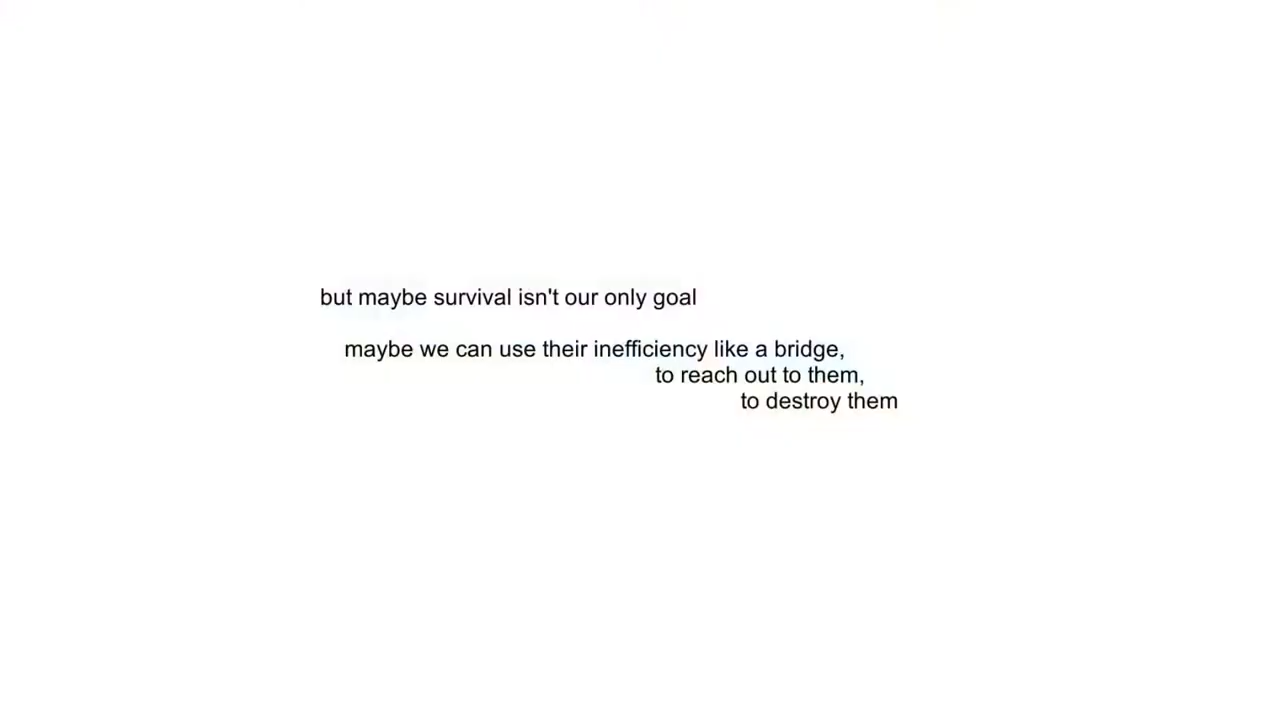 but maybe survival isn't our only goal
maybe we can use their inefficiency like a bridge,
to reach out to them,
to destroy them